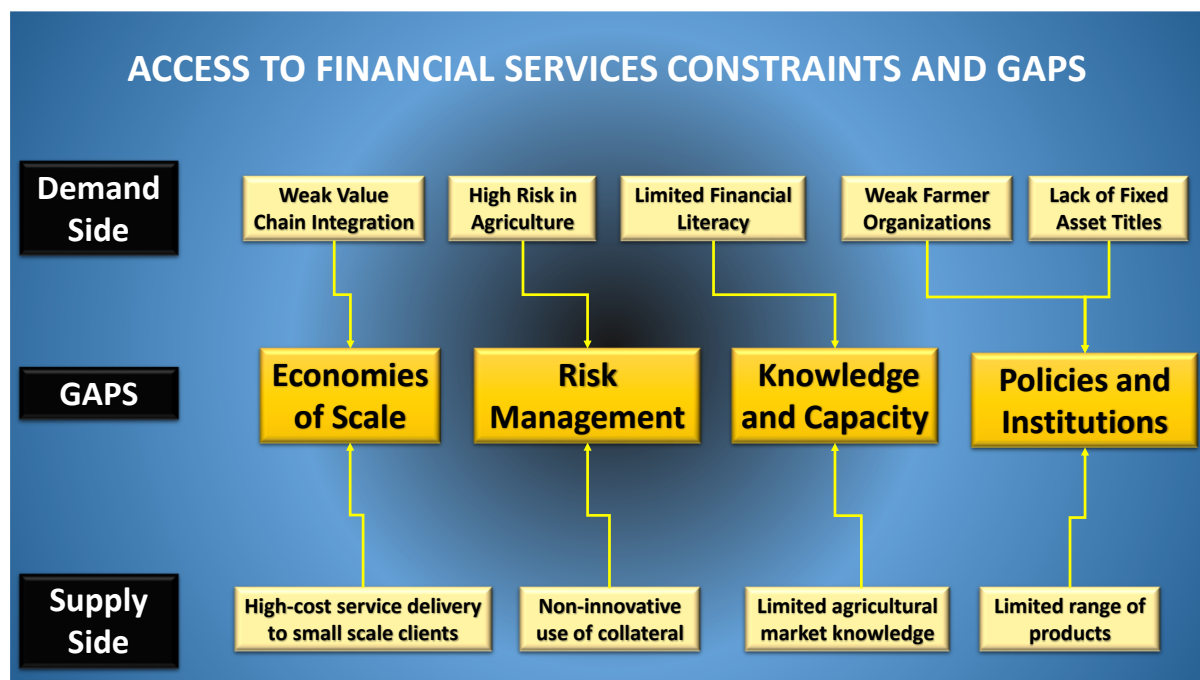 ACCESS TO FINANCIAL SERVICES CONSTRAINTS AND GAPS
Demand
Side
Weak Value
Chain Integration
High Risk in
Agriculture
Limited Financial
Literacy
Weak Farmer
Organizations
Lack of Fixed
Asset Titles
GAPS
Economies
of Scale
Risk
Management
Knowledge
and Capacity
Policies and
Institutions
Supply
Side
High-cost service delivery
to small scale clients
Non-innovative
use of collateral
Limited agricultural
market knowledge
Limited range of
products